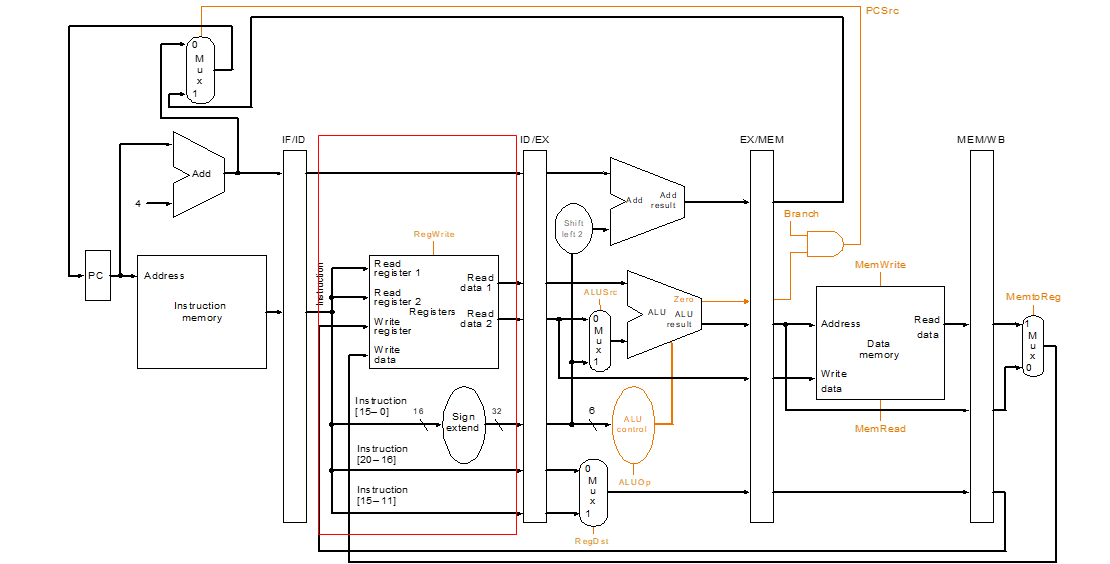 PCSrc
0
M
u
x
1
IF/ID
ID/EX
EX/MEM
MEM/WB
Add
4
Add
Add
result
Shift
left 2
Branch
RegWrite
PC
Address
Instruction
memory
Instruction
Read
register 1
Read
register 2
Write
register
Write
data
Registers
Read
data 1
Read
data 2
ALUSrc
0
M
u
x
1
Zero
ALU
ALU
result
MemWrite
Address
Read
data
Data
memory
Write
data
MemRead
MemtoReg
1
M
u
x
0
Instruction
[15–0]
16
Sign
extend
32
6
ALU
control
ALUOp
Instruction
[20–16]
Instruction
[15–11]
0
M
u
x
1
RegDst